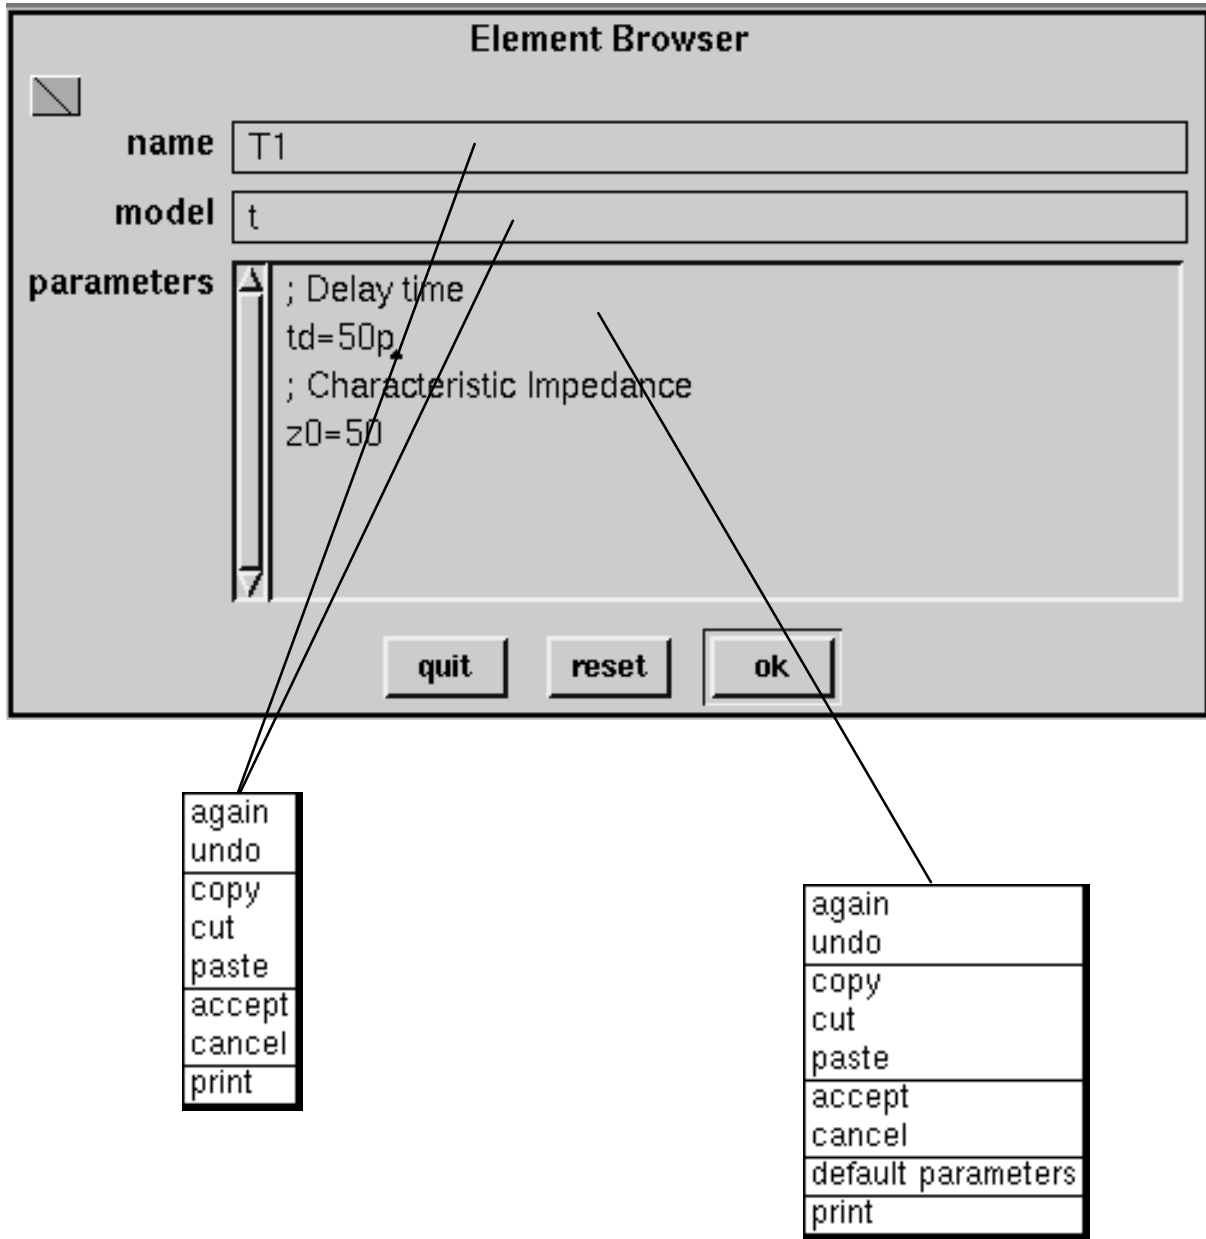 Element Browser
name T1
model t
parameters ; Delay time
td=50p
; Characteristic Impedance
z0=50
quit reset ok
again
undo
copy
cut
paste
accept
cancel
print
again
undo
copy
cut
paste
accept
cancel
default parameters
print